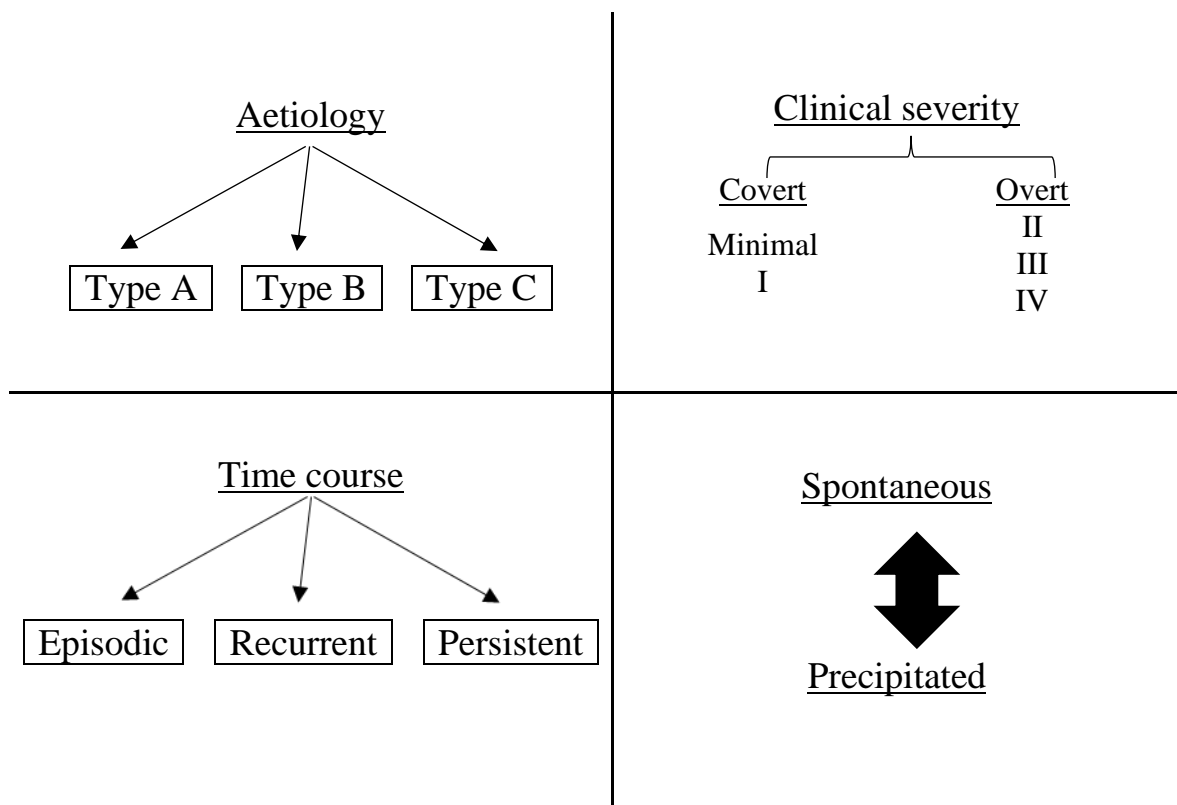 Aetiology
Type A
Type B
Type C
Clinical severity
Covert
Minimal
I
Overt
II
III
IV
Time course
Episodic
Recurrent
Persistent
Spontaneous
Precipitated